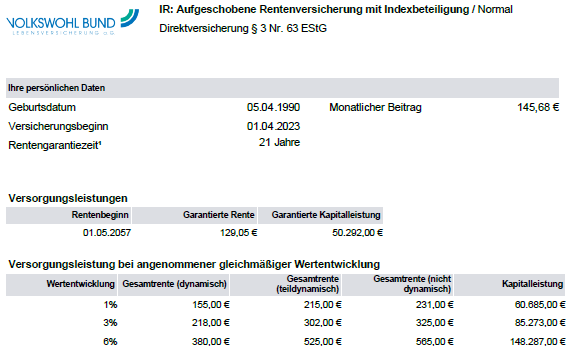 IR: Aufgeschobene Rentenversicherung mit Indexbeteiligung / Normal
VOLKSWOHL BUND
LEBENSVERSICHERUNG a.G.
Direktversicherung § 3 Nr. 63 EStG
Ihre persönlichen Daten
Geburtsdatum 05.04.1990 Monatlicher Beitrag 145,68 €
Versicherungsbeginn 01.04.2023
Rentengarantiezeit¹ 21 Jahre
Versorgungsleistungen
Rentenbeginn Garantierte Rente Garantierte Kapitalleistung
01.05.2057 129,05 € 50.292,00 €
Versorgungsleistung bei angenommener gleichmäßiger Wertentwicklung
Wertentwicklung Gesamtrente (dynamisch) Gesamtrente (teildynamisch) Gesamtrente (nicht dynamisch) Kapitalleistung
1% 155,00 € 215,00 € 231,00 € 60.685,00 €
3% 218,00 € 302,00 € 325,00 € 85.273,00 €
6% 380,00 € 525,00 € 565,00 € 148.287,00 €